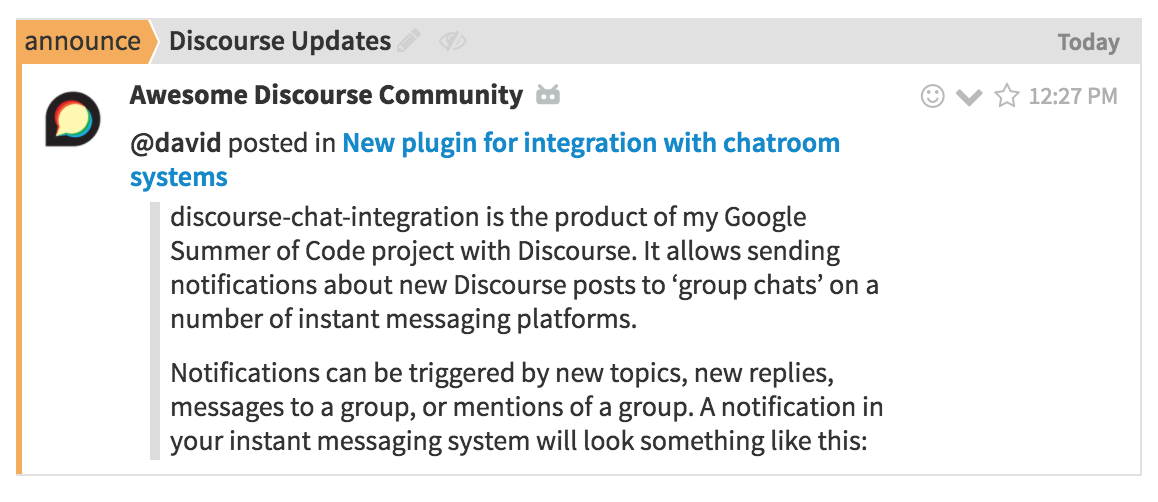 announce Discourse Updates Today
Awesome Discourse Community 12:27 PM
@david posted in New plugin for integration with chatroom
systems
discourse-chat-integration is the product of my Google
Summer of Code project with Discourse. It allows sending
notifications about new Discourse posts to ‘group chats’ on a
number of instant messaging platforms.
Notifications can be triggered by new topics, new replies,
messages to a group, or mentions of a group. A notification in
your instant messaging system will look something like this: